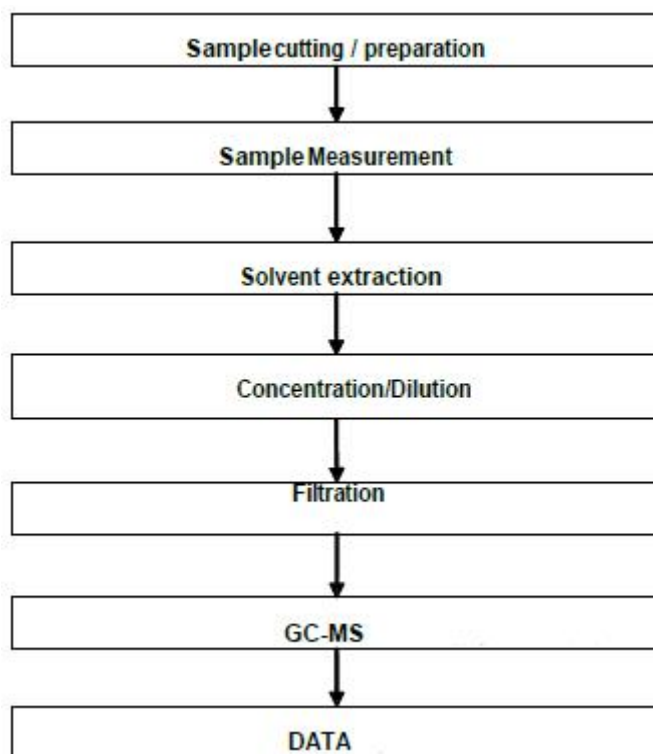 Sample cutting / preparation
Sample Measurement
Solvent extraction
Concentration/Dilution
Filtration
GC-MS
DATA